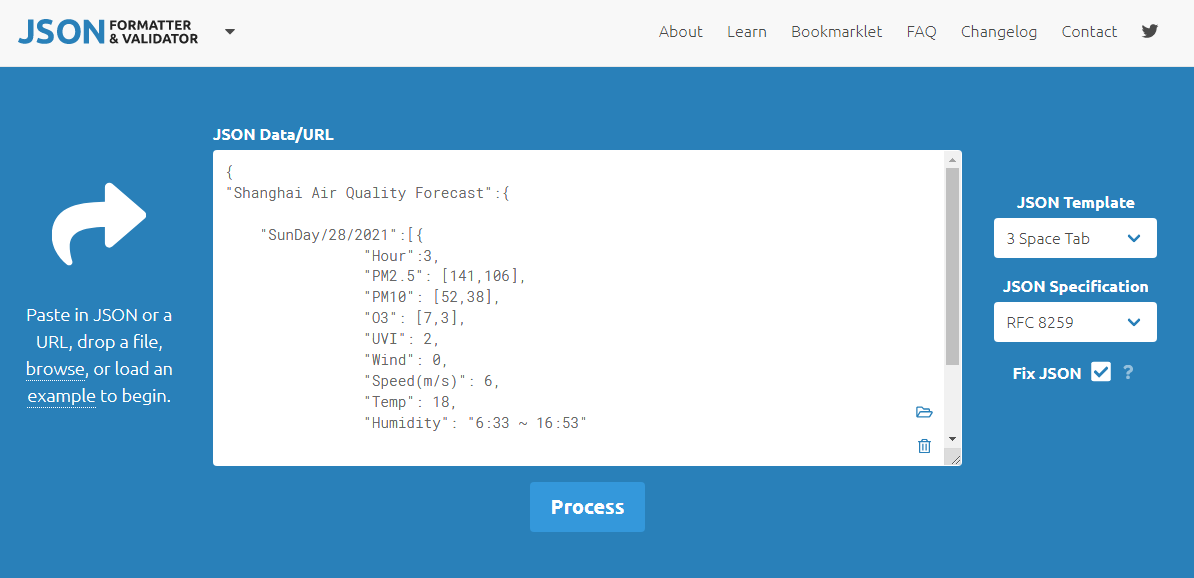 JSON FORMATTER & VALIDATOR
About Learn Bookmarklet FAQ Changelog Contact
JSON Data/URL
{
"Shanghai Air Quality Forecast":{
"SunDay/28/2021":[{
"Hour":3,
"PM2.5": [141,106],
"PM10": [52,38],
"O3": [7,3],
"UVI": 2,
"Wind": 0,
"Speed(m/s)": 6,
"Temp": 18,
"Humidity": "6:33 ~ 16:53"
Paste in JSON or a
URL, drop a file,
browse, or load an
example to begin.
JSON Template
3 Space Tab
JSON Specification
RFC 8259
Fix JSON ?
Process